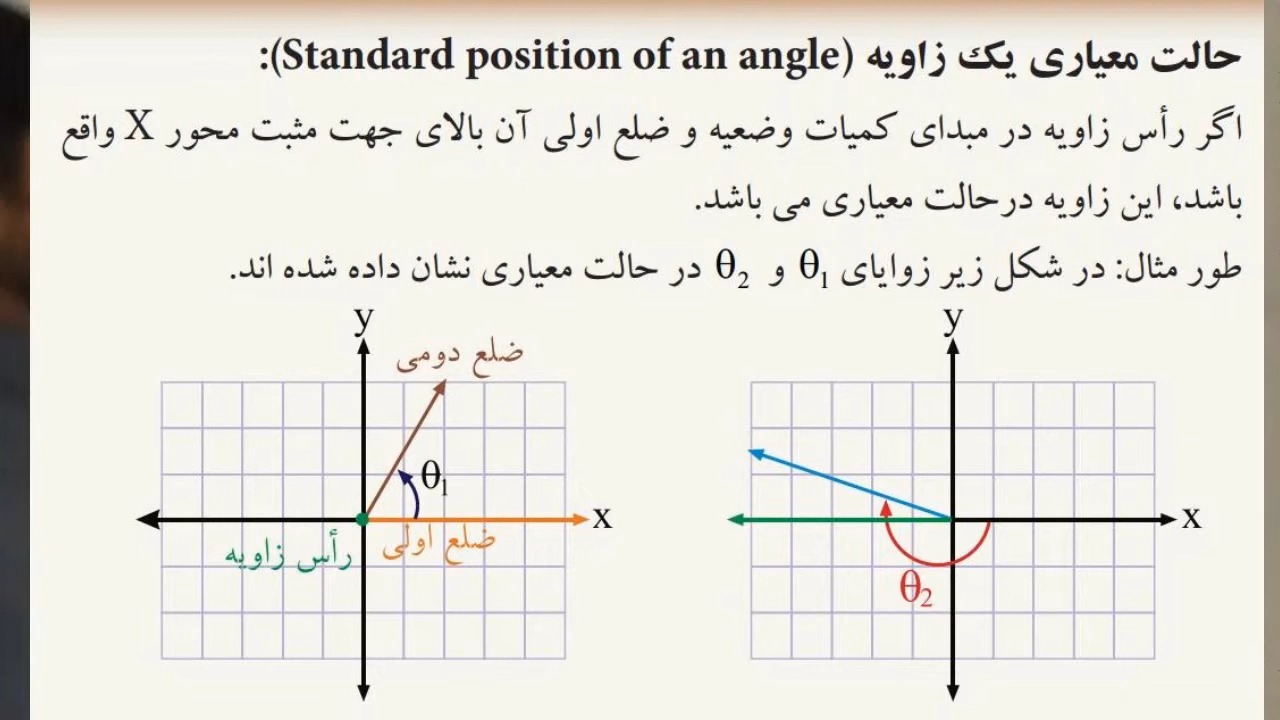 حالت معیاری یک زاویه (Standard position of an angle):
اگر رأس زاویه در مبدای کمیات وضعیه و ضلع اولی آن بالای جهت مثبت محور X واقع
باشد، این زاویه درحالت معیاری می باشد.
طور مثال: در شکل زیر زوایای θ₁ و θ₂ در حالت معیاری نشان داده شده اند.
y
ضلع دومی
θ₁
x
ضلع اولی
رأس زاویه
y
x
θ₂